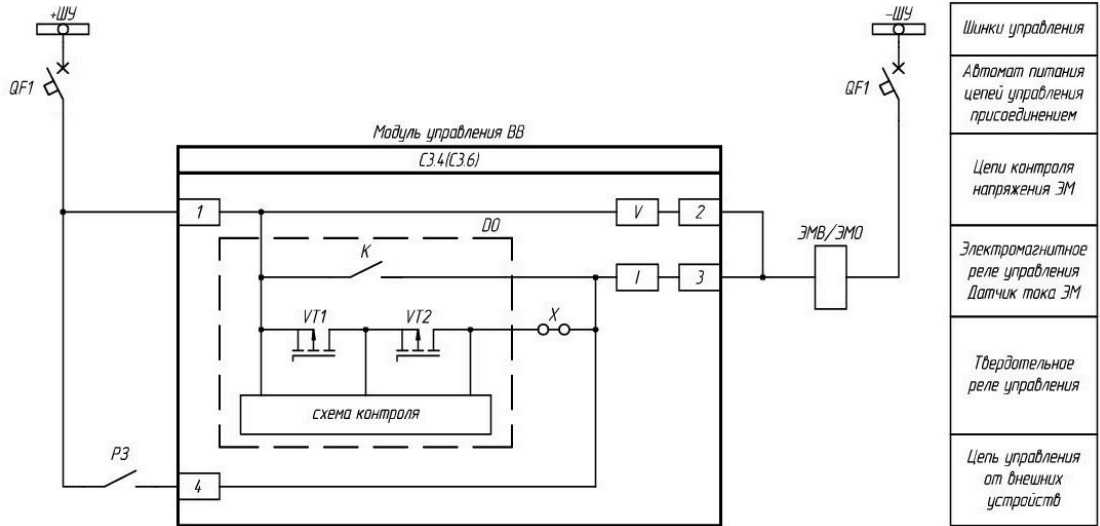 +ШУ
−ШУ
QF1
QF1
Модуль управления ВВ
С3.4(С3.6)
1
V
2
DO
K
I
3
ЭМВ/ЭМО
VT1
VT2
X
схема контроля
РЗ
4
Шинки управления
Автомат питания
цепей управления
присоединением
Цепи контроля
напряжения ЭМ
Электромагнитное
реле управления
Датчик тока ЭМ
Твердотельное
реле управления
Цепь управления
от внешних
устройств